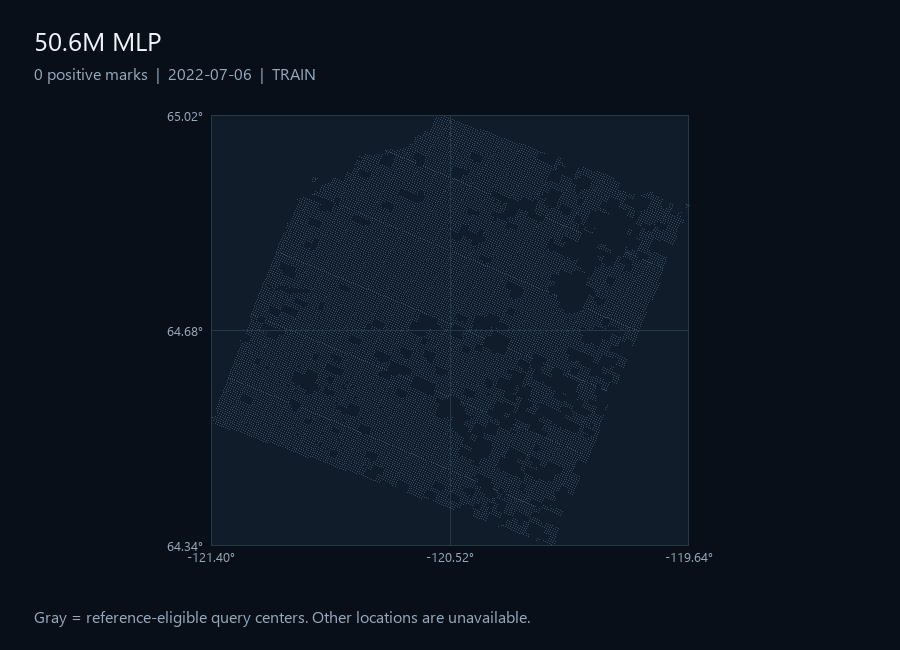 50.6M MLP
0 positive marks | 2022-07-06 | TRAIN
65.02°
64.68°
64.34°
-121.40°
-120.52°
-119.64°
Gray = reference-eligible query centers. Other locations are unavailable.